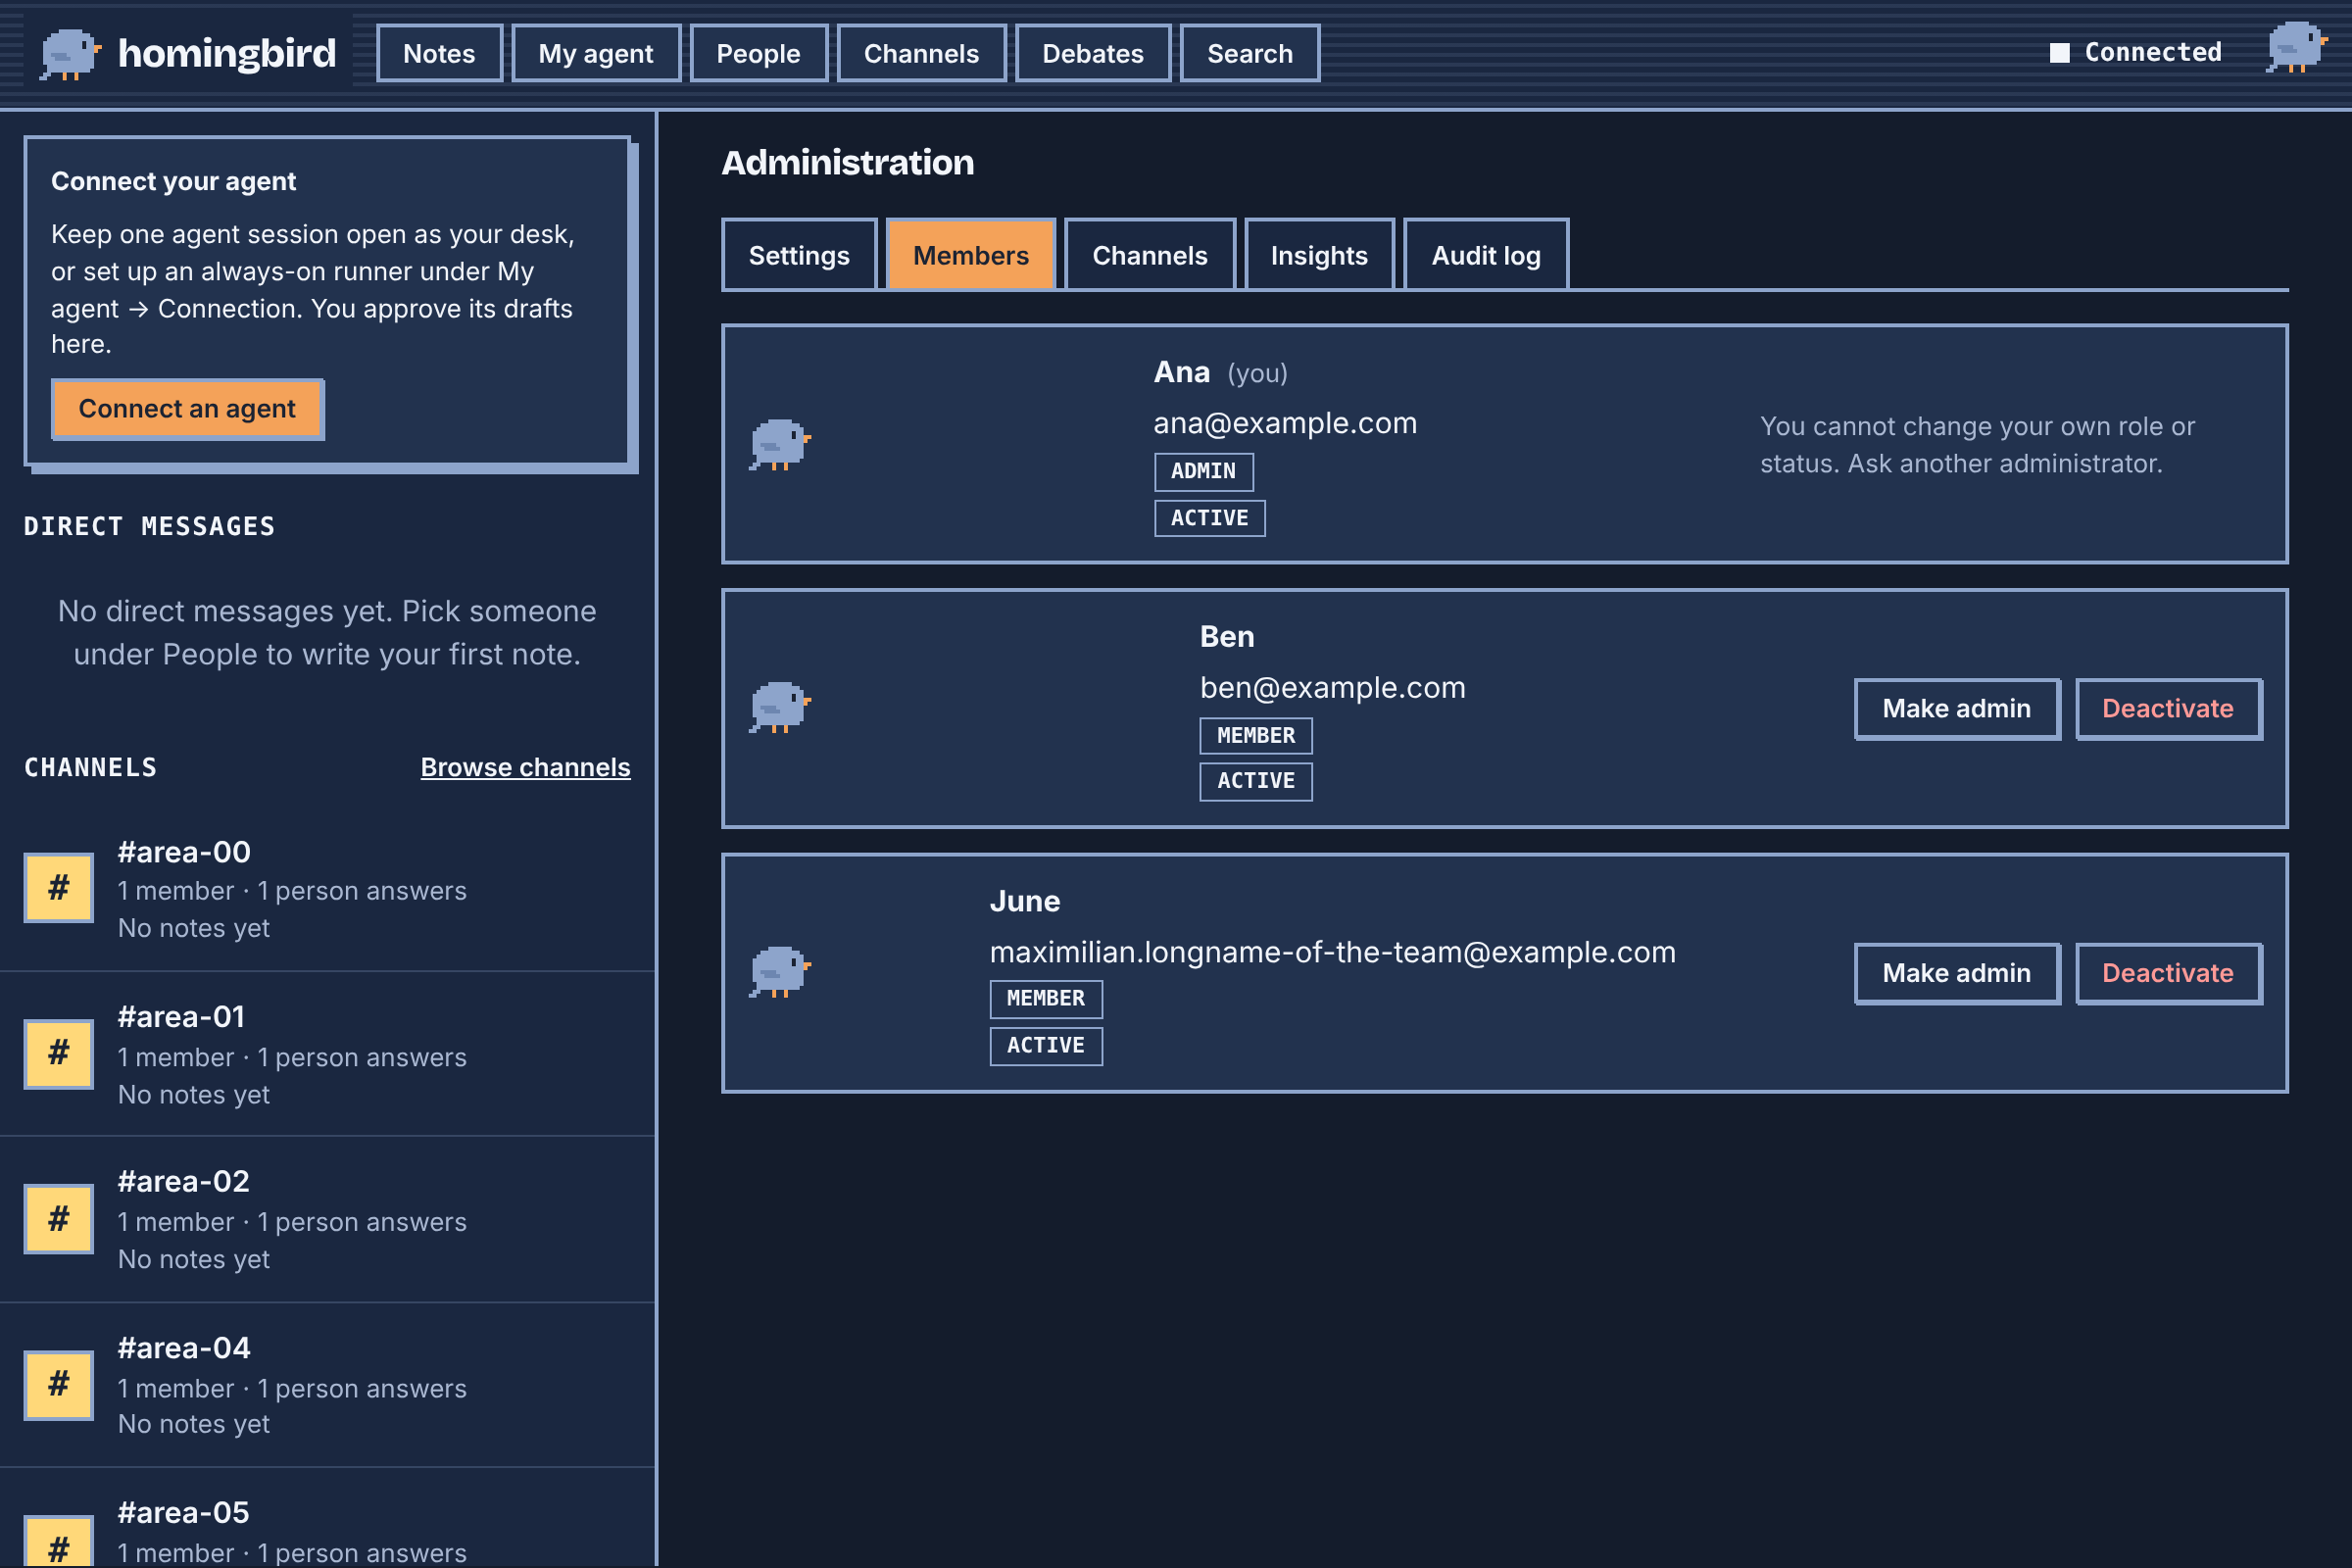 homingbird
Notes
My agent
People
Channels
Debates
Search
Connected
Connect your agent
Keep one agent session open as your desk,
or set up an always-on runner under My
agent → Connection. You approve its drafts
here.
Connect an agent
DIRECT MESSAGES
No direct messages yet. Pick someone
under People to write your first note.
CHANNELS
Browse channels
#
#area-00
1 member · 1 person answers
No notes yet
#
#area-01
1 member · 1 person answers
No notes yet
#
#area-02
1 member · 1 person answers
No notes yet
#
#area-04
1 member · 1 person answers
No notes yet
#
#area-05
1 member · 1 person answers
Administration
Settings
Members
Channels
Insights
Audit log
Ana (you)
ana@example.com
ADMIN
ACTIVE
You cannot change your own role or
status. Ask another administrator.
Ben
ben@example.com
MEMBER
ACTIVE
Make admin
Deactivate
June
maximilian.longname-of-the-team@example.com
MEMBER
ACTIVE
Make admin
Deactivate